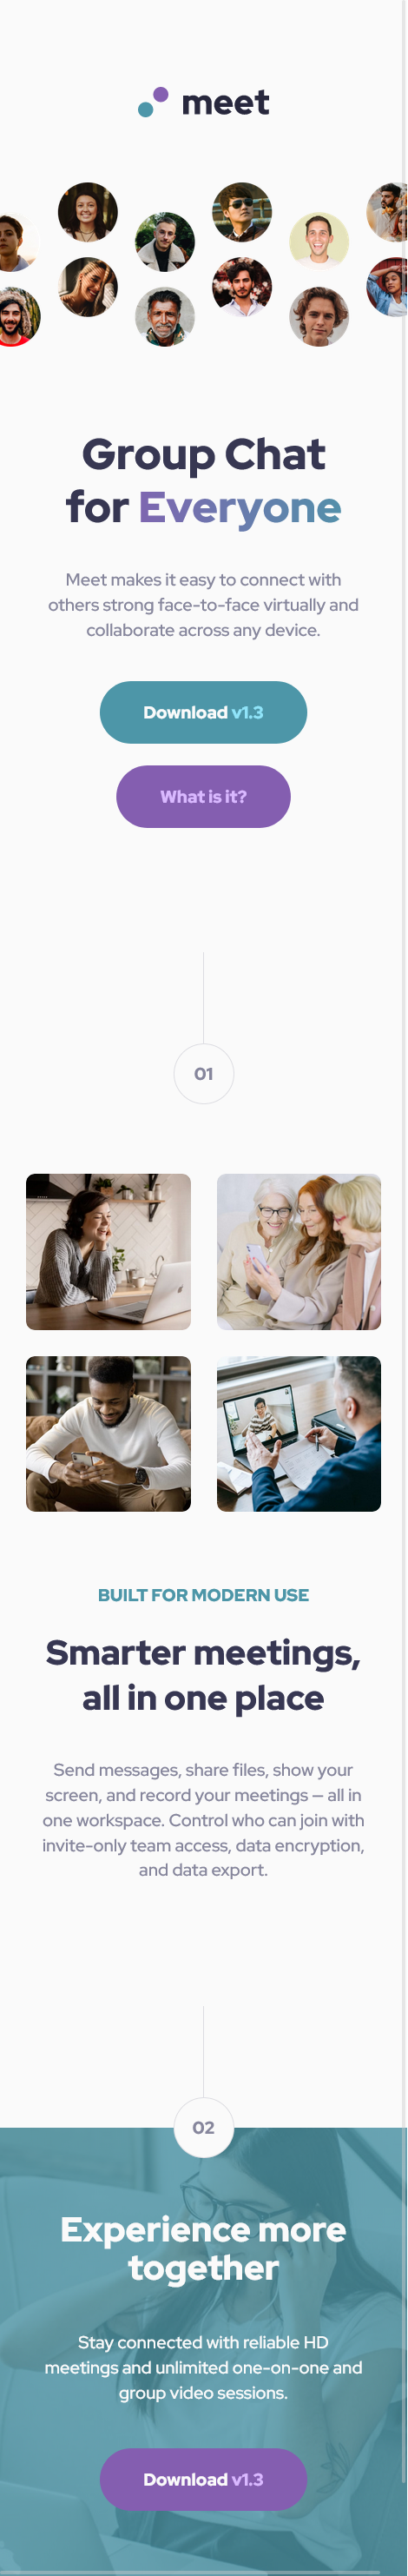 meet
Group Chat
for Everyone
Meet makes it easy to connect with
others strong face-to-face virtually and
collaborate across any device.
Download v1.3
What is it?
01
BUILT FOR MODERN USE
Smarter meetings,
all in one place
Send messages, share files, show your
screen, and record your meetings — all in
one workspace. Control who can join with
invite-only team access, data encryption,
and data export.
02
Experience more
together
Stay connected with reliable HD
meetings and unlimited one-on-one and
group video sessions.
Download v1.3